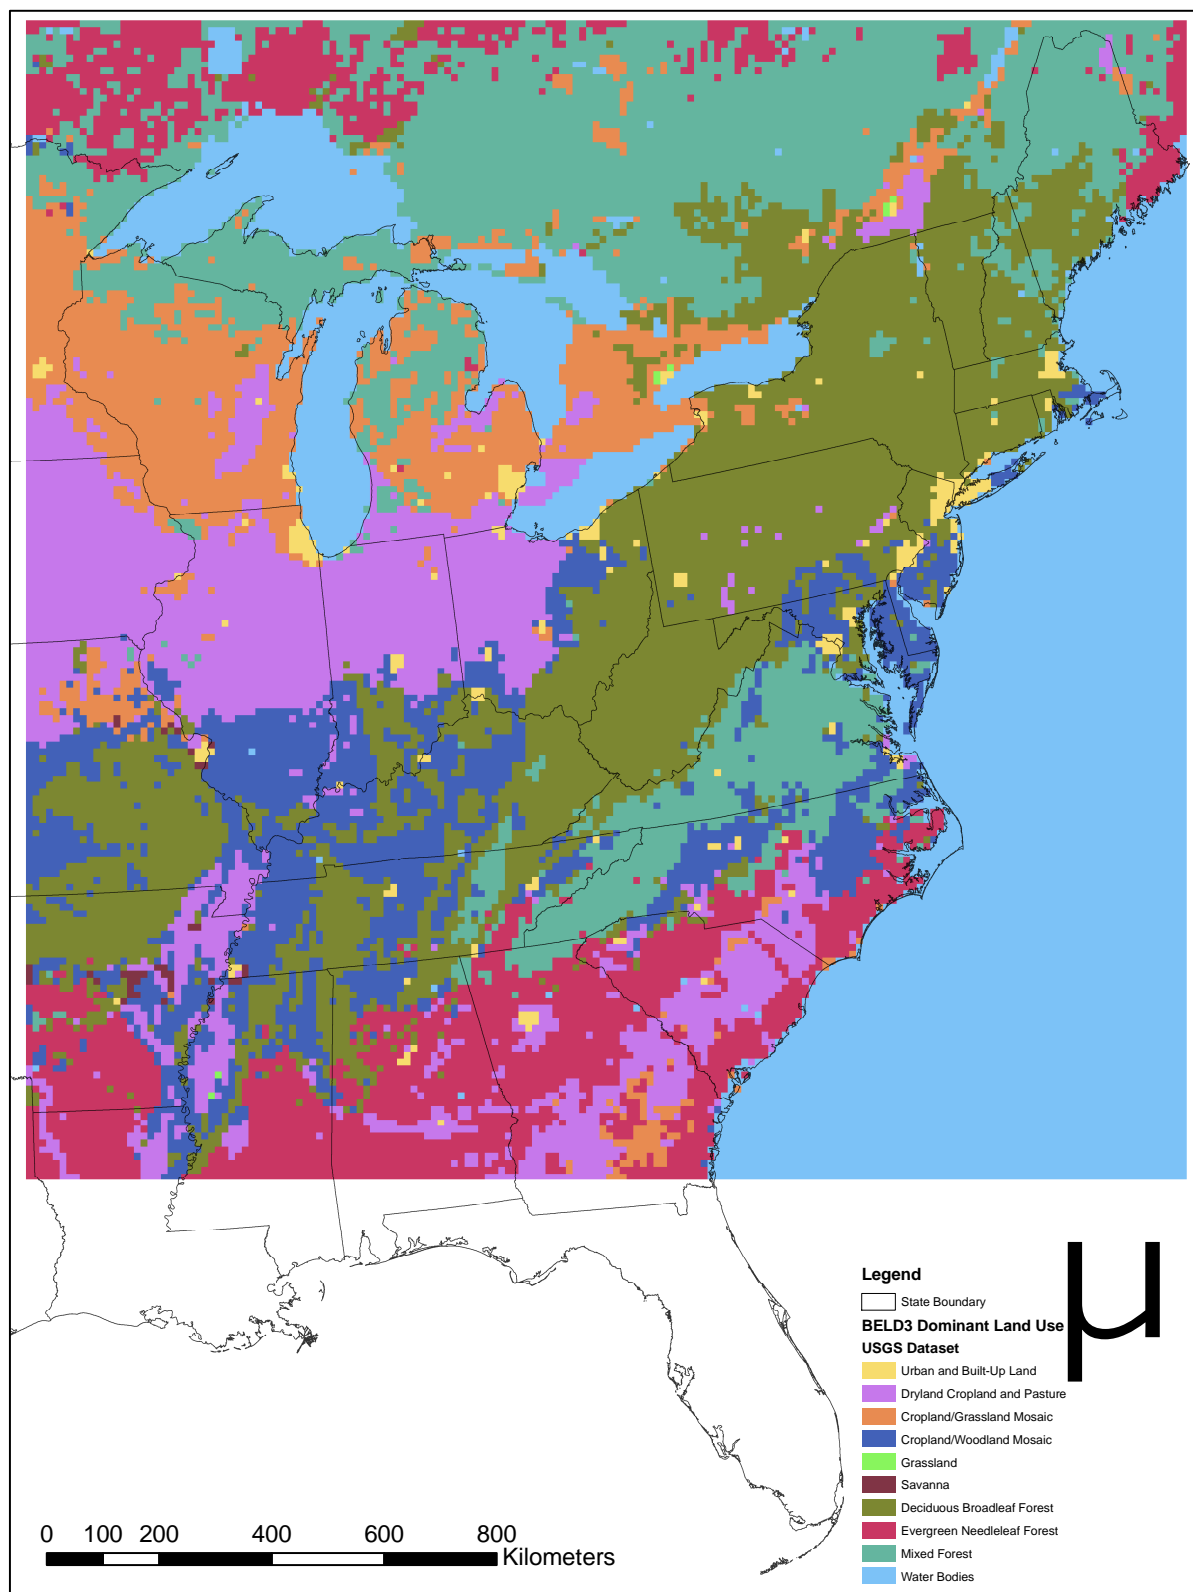 Legend
State Boundary
BELD3 Dominant Land Use
USGS Dataset
Urban and Built-Up Land
Dryland Cropland and Pasture
Cropland/Grassland Mosaic
Cropland/Woodland Mosaic
Grassland
Savanna
Deciduous Broadleaf Forest
Evergreen Needleleaf Forest
Mixed Forest
Water Bodies
µ
0 100 200 400 600 800
Kilometers